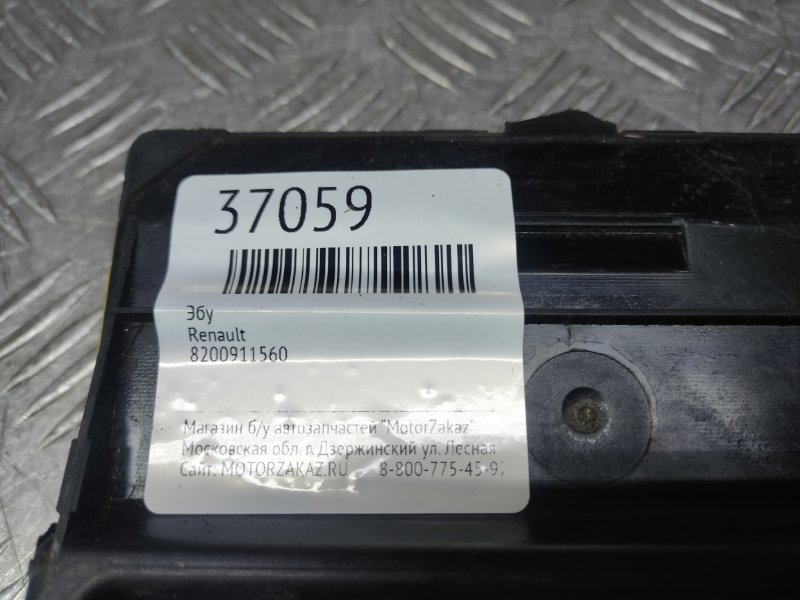 37059
Эбу
Renault
8200911560
Магазин б/у автозапчастей "MotorZakaz"
Московская обл. г. Дзержинский ул. Лесная
Сайт: MOTORZAKAZ.RU 8-800-775-45-9